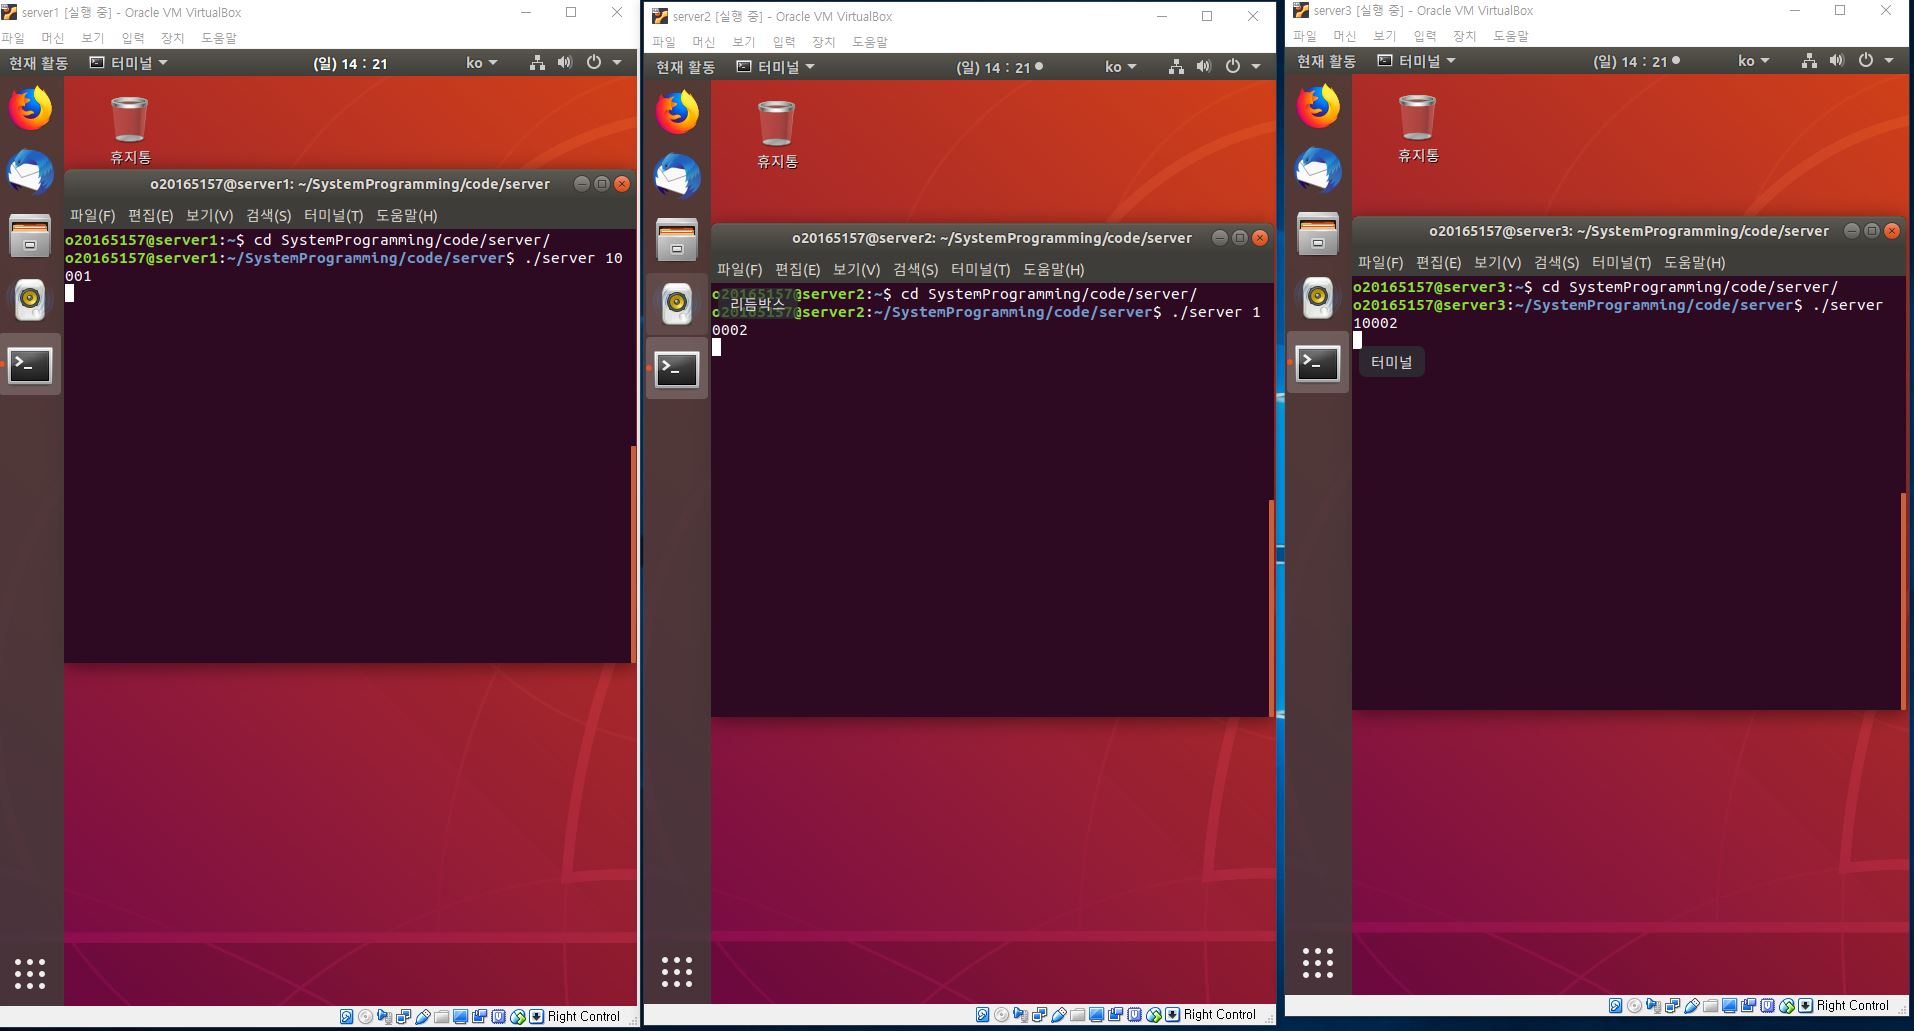 server1 [실행 중] - Oracle VM VirtualBox
파일 머신 보기 입력 장치 도움말
현재 활동 터미널 (일) 14 : 21 ko
휴지통
o20165157@server1: ~/SystemProgramming/code/server
파일(F) 편집(E) 보기(V) 검색(S) 터미널(T) 도움말(H)
o20165157@server1:~$ cd SystemProgramming/code/server/
o20165157@server1:~/SystemProgramming/code/server$ ./server 10
001
Right Control
server2 [실행 중] - Oracle VM VirtualBox
파일 머신 보기 입력 장치 도움말
현재 활동 터미널 (일) 14 : 21 ko
휴지통
o20165157@server2: ~/SystemProgramming/code/server
파일(F) 편집(E) 보기(V) 검색(S) 터미널(T) 도움말(H)
o20165157@server2:~$ cd SystemProgramming/code/server/
리듬박스
o20165157@server2:~/SystemProgramming/code/server$ ./server 1
0002
Right Control
server3 [실행 중] - Oracle VM VirtualBox
파일 머신 보기 입력 장치 도움말
현재 활동 터미널 (일) 14 : 21 ko
휴지통
o20165157@server3: ~/SystemProgramming/code/server
파일(F) 편집(E) 보기(V) 검색(S) 터미널(T) 도움말(H)
o20165157@server3:~$ cd SystemProgramming/code/server/
o20165157@server3:~/SystemProgramming/code/server$ ./server
10002
터미널
Right Control